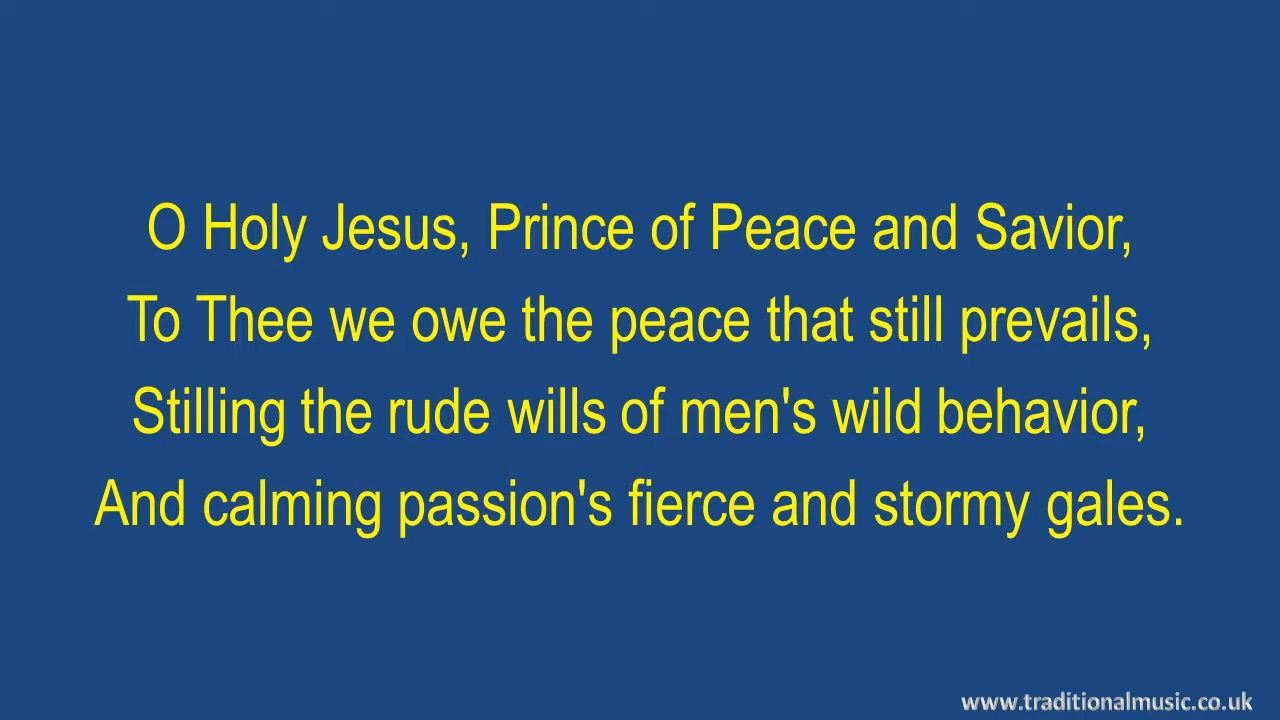 O Holy Jesus, Prince of Peace and Savior,
To Thee we owe the peace that still prevails,
Stilling the rude wills of men's wild behavior,
And calming passion's fierce and stormy gales.
www.traditionalmusic.co.uk